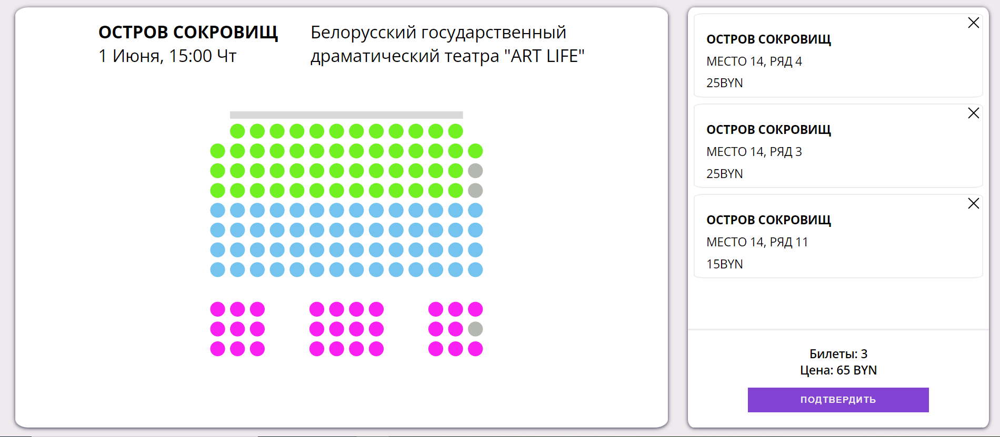 ОСТРОВ СОКРОВИЩ
1 Июня, 15:00 Чт
Белорусский государственный
драматический театра "ART LIFE"
ОСТРОВ СОКРОВИЩ
МЕСТО 14, РЯД 4
25BYN
ОСТРОВ СОКРОВИЩ
МЕСТО 14, РЯД 3
25BYN
ОСТРОВ СОКРОВИЩ
МЕСТО 14, РЯД 11
15BYN
Билеты: 3
Цена: 65 BYN
ПОДТВЕРДИТЬ